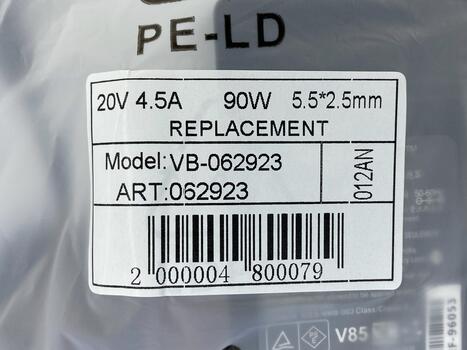 PE-LD
20V 4.5A 90W 5.5*2.5mm
REPLACEMENT
Model:VB-062923
ART:062923
012AN
2 000004 800079
V85
F-96053